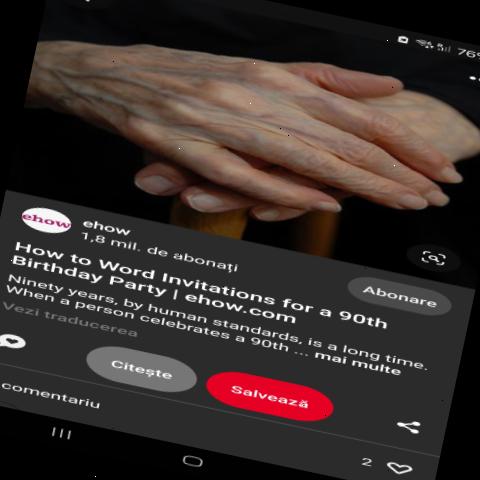 76%
ehow
ehow
1,8 mil. de abonați
Abonare
How to Word Invitations for a 90th
Birthday Party | ehow.com
Ninety years, by human standards, is a long time.
When a person celebrates a 90th ... mai multe
Vezi traducerea
Citește
Salvează
comentariu
2